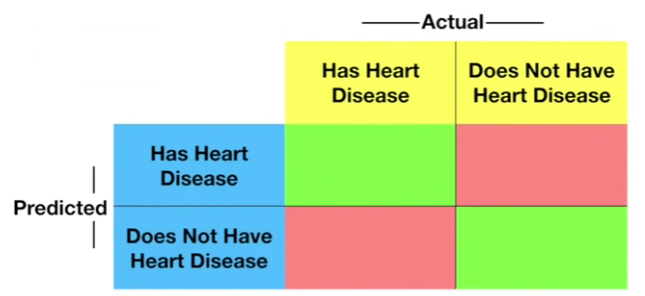 Actual
Has Heart
Disease
Does Not Have
Heart Disease
Has Heart
Disease
Predicted
Does Not Have
Heart Disease